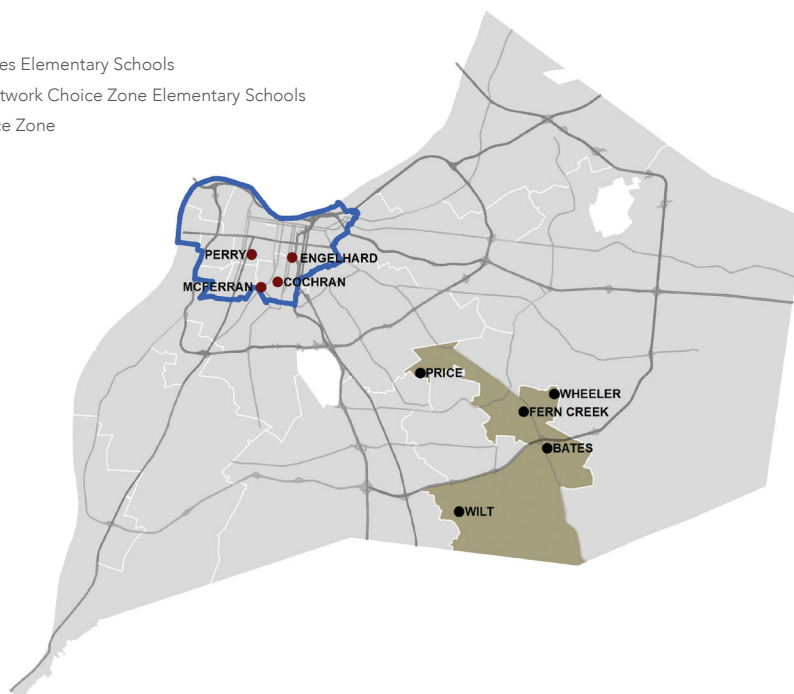 es Elementary Schools
twork Choice Zone Elementary Schools
ce Zone
PERRY
ENGELHARD
MCFERRAN
COCHRAN
PRICE
WHEELER
FERN CREEK
BATES
WILT